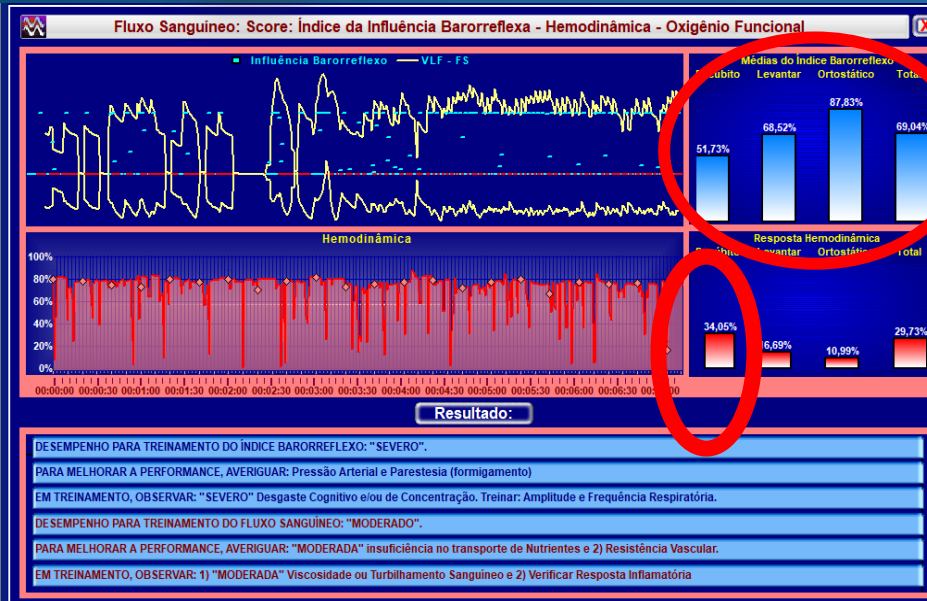 Fluxo Sanguíneo: Score: Índice da Influência Barorreflexa - Hemodinâmica - Oxigênio Funcional
Influência Barorreflexo VLF - FS
Médias do Índice Barorreflexo
Levantar Ortostático
51,73% 68,52% 87,83% 69,04%
Hemodinâmica
100%
80%
60%
40%
20%
0%
00:00:00 00:00:30 00:01:00 00:01:30 00:02:00 00:02:30 00:03:00 00:03:30 00:04:00 00:04:30 00:05:00 00:05:30 00:06:00 00:06:30
Resposta Hemodinâmica
Levantar Ortostático Total
34,05% 10,99% 29,73%
Resultado:
DESEMPENHO PARA TREINAMENTO DO ÍNDICE BARORREFLEXO: "SEVERO".
PARA MELHORAR A PERFORMANCE, AVERIGUAR: Pressão Arterial e Parestesia (formigamento)
EM TREINAMENTO, OBSERVAR: "SEVERO" Desgaste Cognitivo e/ou de Concentração. Treinar: Amplitude e Frequência Respiratória.
DESEMPENHO PARA TREINAMENTO DO FLUXO SANGUÍNEO: "MODERADO".
PARA MELHORAR A PERFORMANCE, AVERIGUAR: "MODERADA" insuficiência no transporte de Nutrientes e 2) Resistência Vascular.
EM TREINAMENTO, OBSERVAR: 1) "MODERADA" Viscosidade ou Turbilhamento Sanguíneo e 2) Verificar Resposta Inflamatória